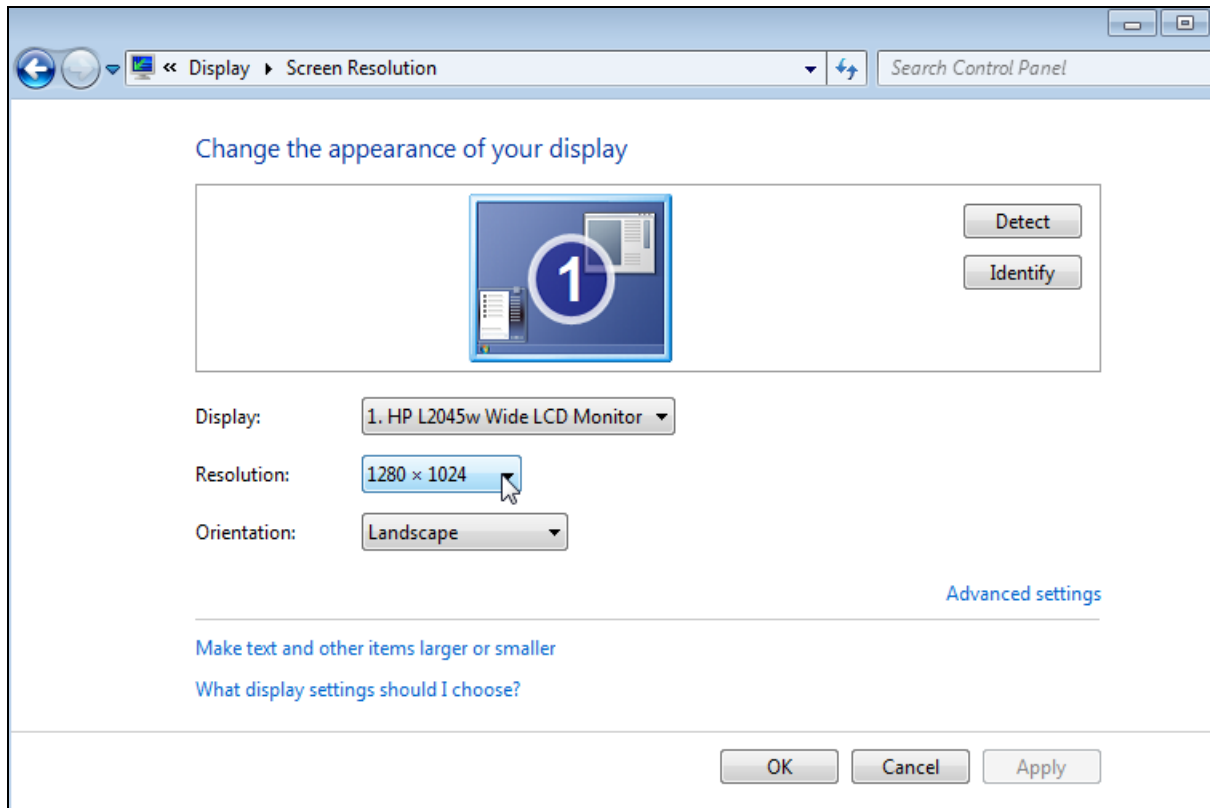 « Display ▸ Screen Resolution
Search Control Panel
Change the appearance of your display
1
Detect
Identify
Display: 1. HP L2045w Wide LCD Monitor
Resolution: 1280 × 1024
Orientation: Landscape
Advanced settings
Make text and other items larger or smaller
What display settings should I choose?
OK Cancel Apply